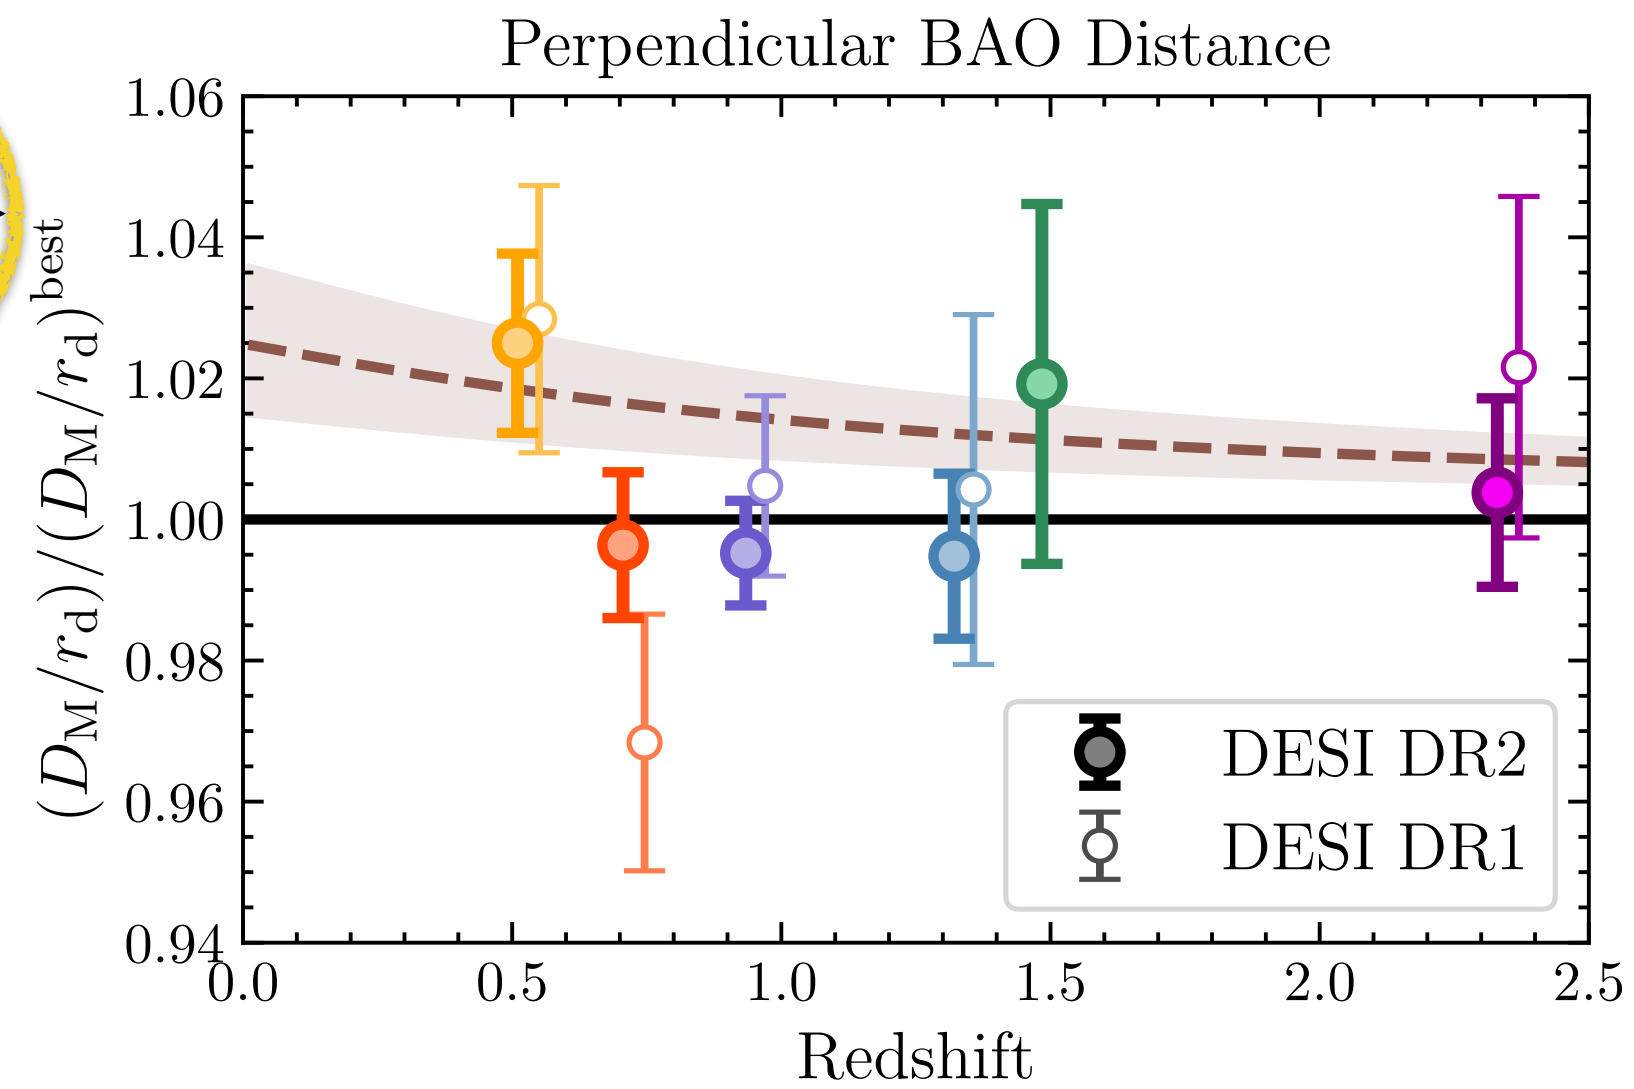 Perpendicular BAO Distance
(D_M/r_d)/(D_M/r_d)^best
1.06
1.04
1.02
1.00
0.98
0.96
0.94
0.0 0.5 1.0 1.5 2.0 2.5
Redshift
DESI DR2
DESI DR1